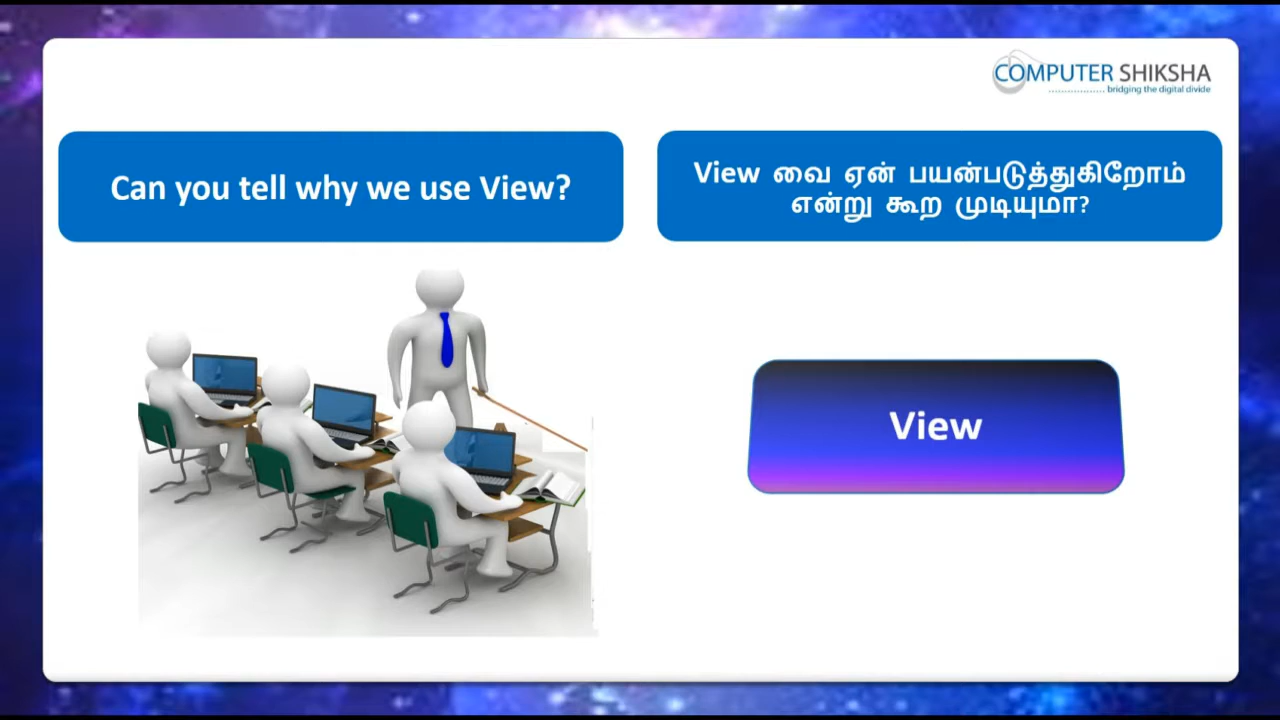 COMPUTER SHIKSHA
bridging the digital divide
Can you tell why we use View?
View வை ஏன் பயன்படுத்துகிறோம்
என்று கூற முடியுமா?
View